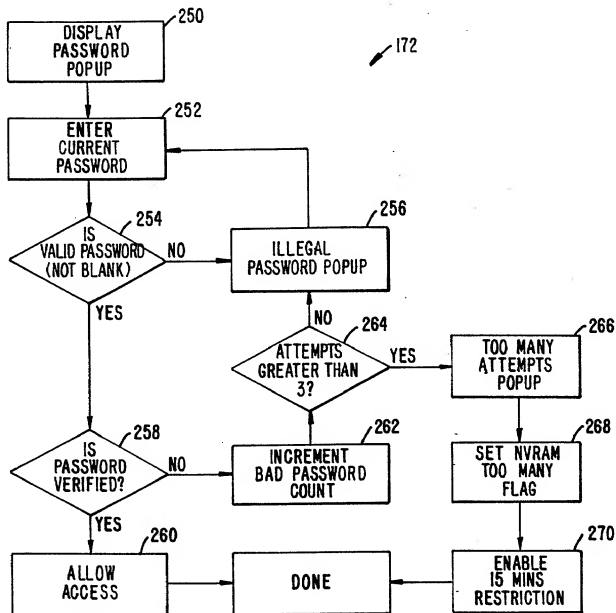 250
DISPLAY
PASSWORD
POPUP
172
252
ENTER
CURRENT
PASSWORD
254
IS
VALID PASSWORD
(NOT BLANK)
NO
YES
256
ILLEGAL
PASSWORD POPUP
NO
264
ATTEMPTS
GREATER THAN
3?
YES
266
TOO MANY
ATTEMPTS
POPUP
258
IS
PASSWORD
VERIFIED?
NO
YES
262
INCREMENT
BAD PASSWORD
COUNT
268
SET NVRAM
TOO MANY
FLAG
260
ALLOW
ACCESS
DONE
270
ENABLE
15 MINS
RESTRICTION